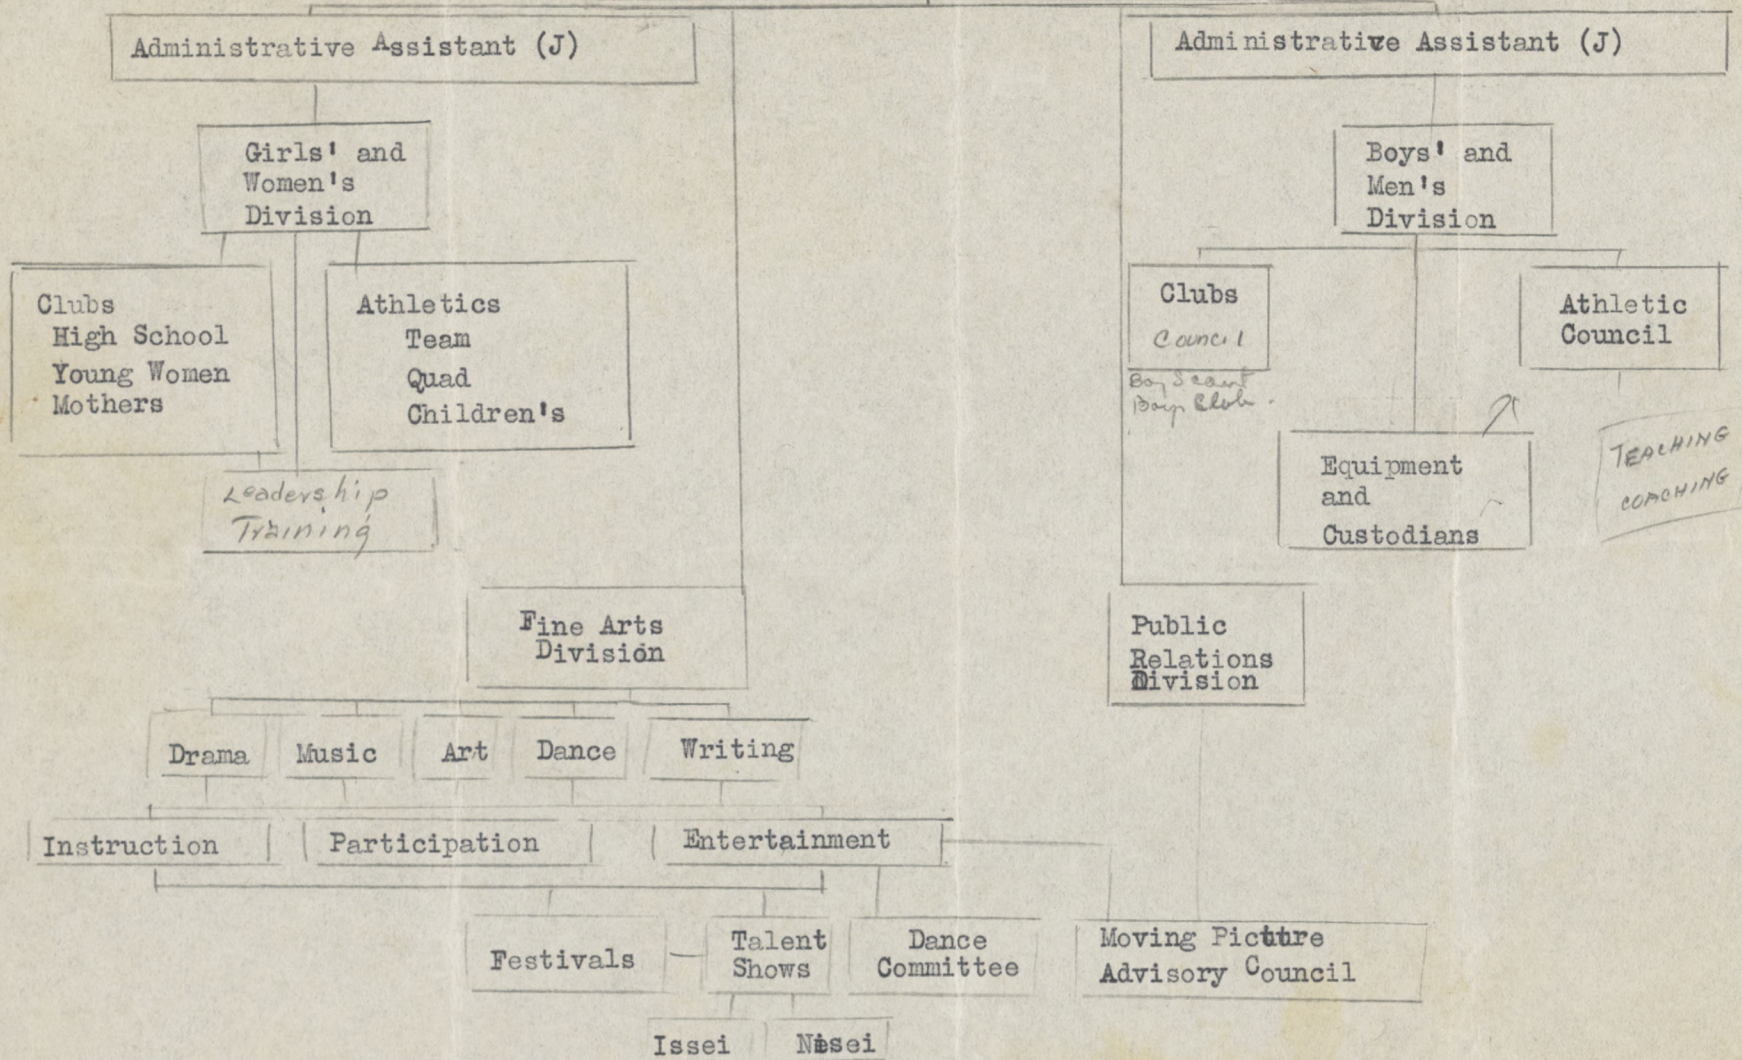 Administrative Assistant (J)
Administrative Assistant (J)
Girls' and
Women's
Division
Boys' and
Men's
Division
Clubs
High School
Young Women
Mothers
Athletics
Team
Quad
Children's
Leadership
Training
Clubs
Council
Boy Scout
Boys Club.
Athletic
Council
Equipment
and
Custodians
TEACHING
COACHING
Fine Arts
Division
Public
Relations
Division
Drama
Music
Art
Dance
Writing
Instruction
Participation
Entertainment
Festivals
Talent
Shows
Dance
Committee
Moving Picture
Advisory Council
Issei
Nisei